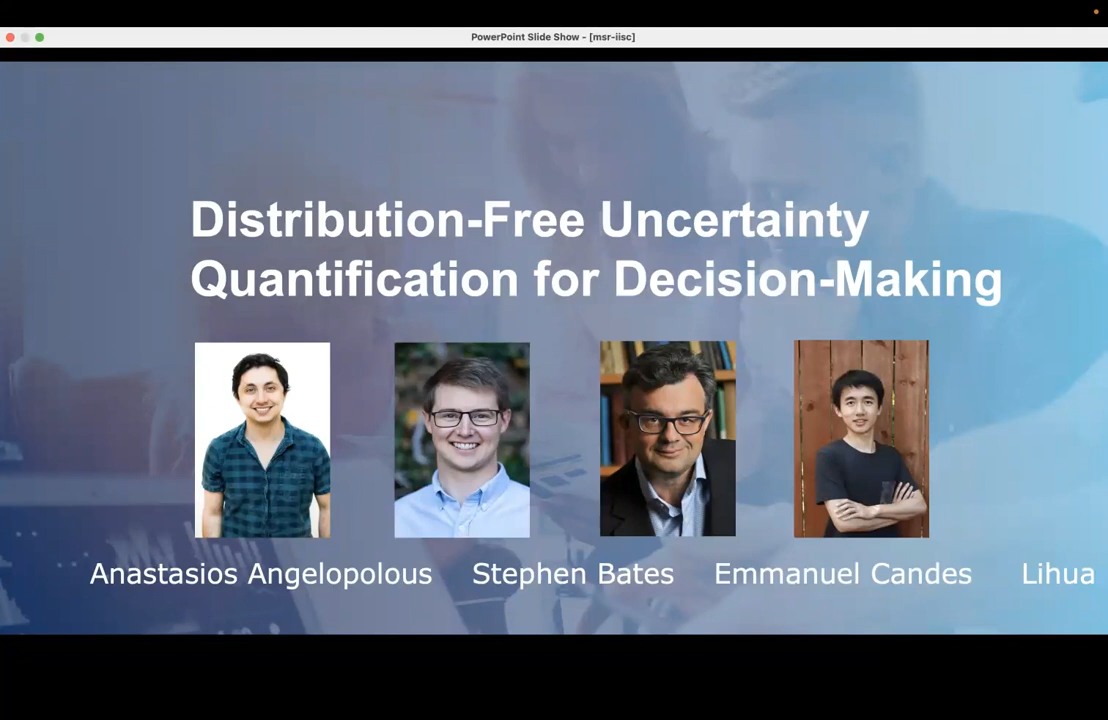 PowerPoint Slide Show - [msr-iisc]
Distribution-Free Uncertainty
Quantification for Decision-Making
Anastasios Angelopolous Stephen Bates Emmanuel Candes Lihua